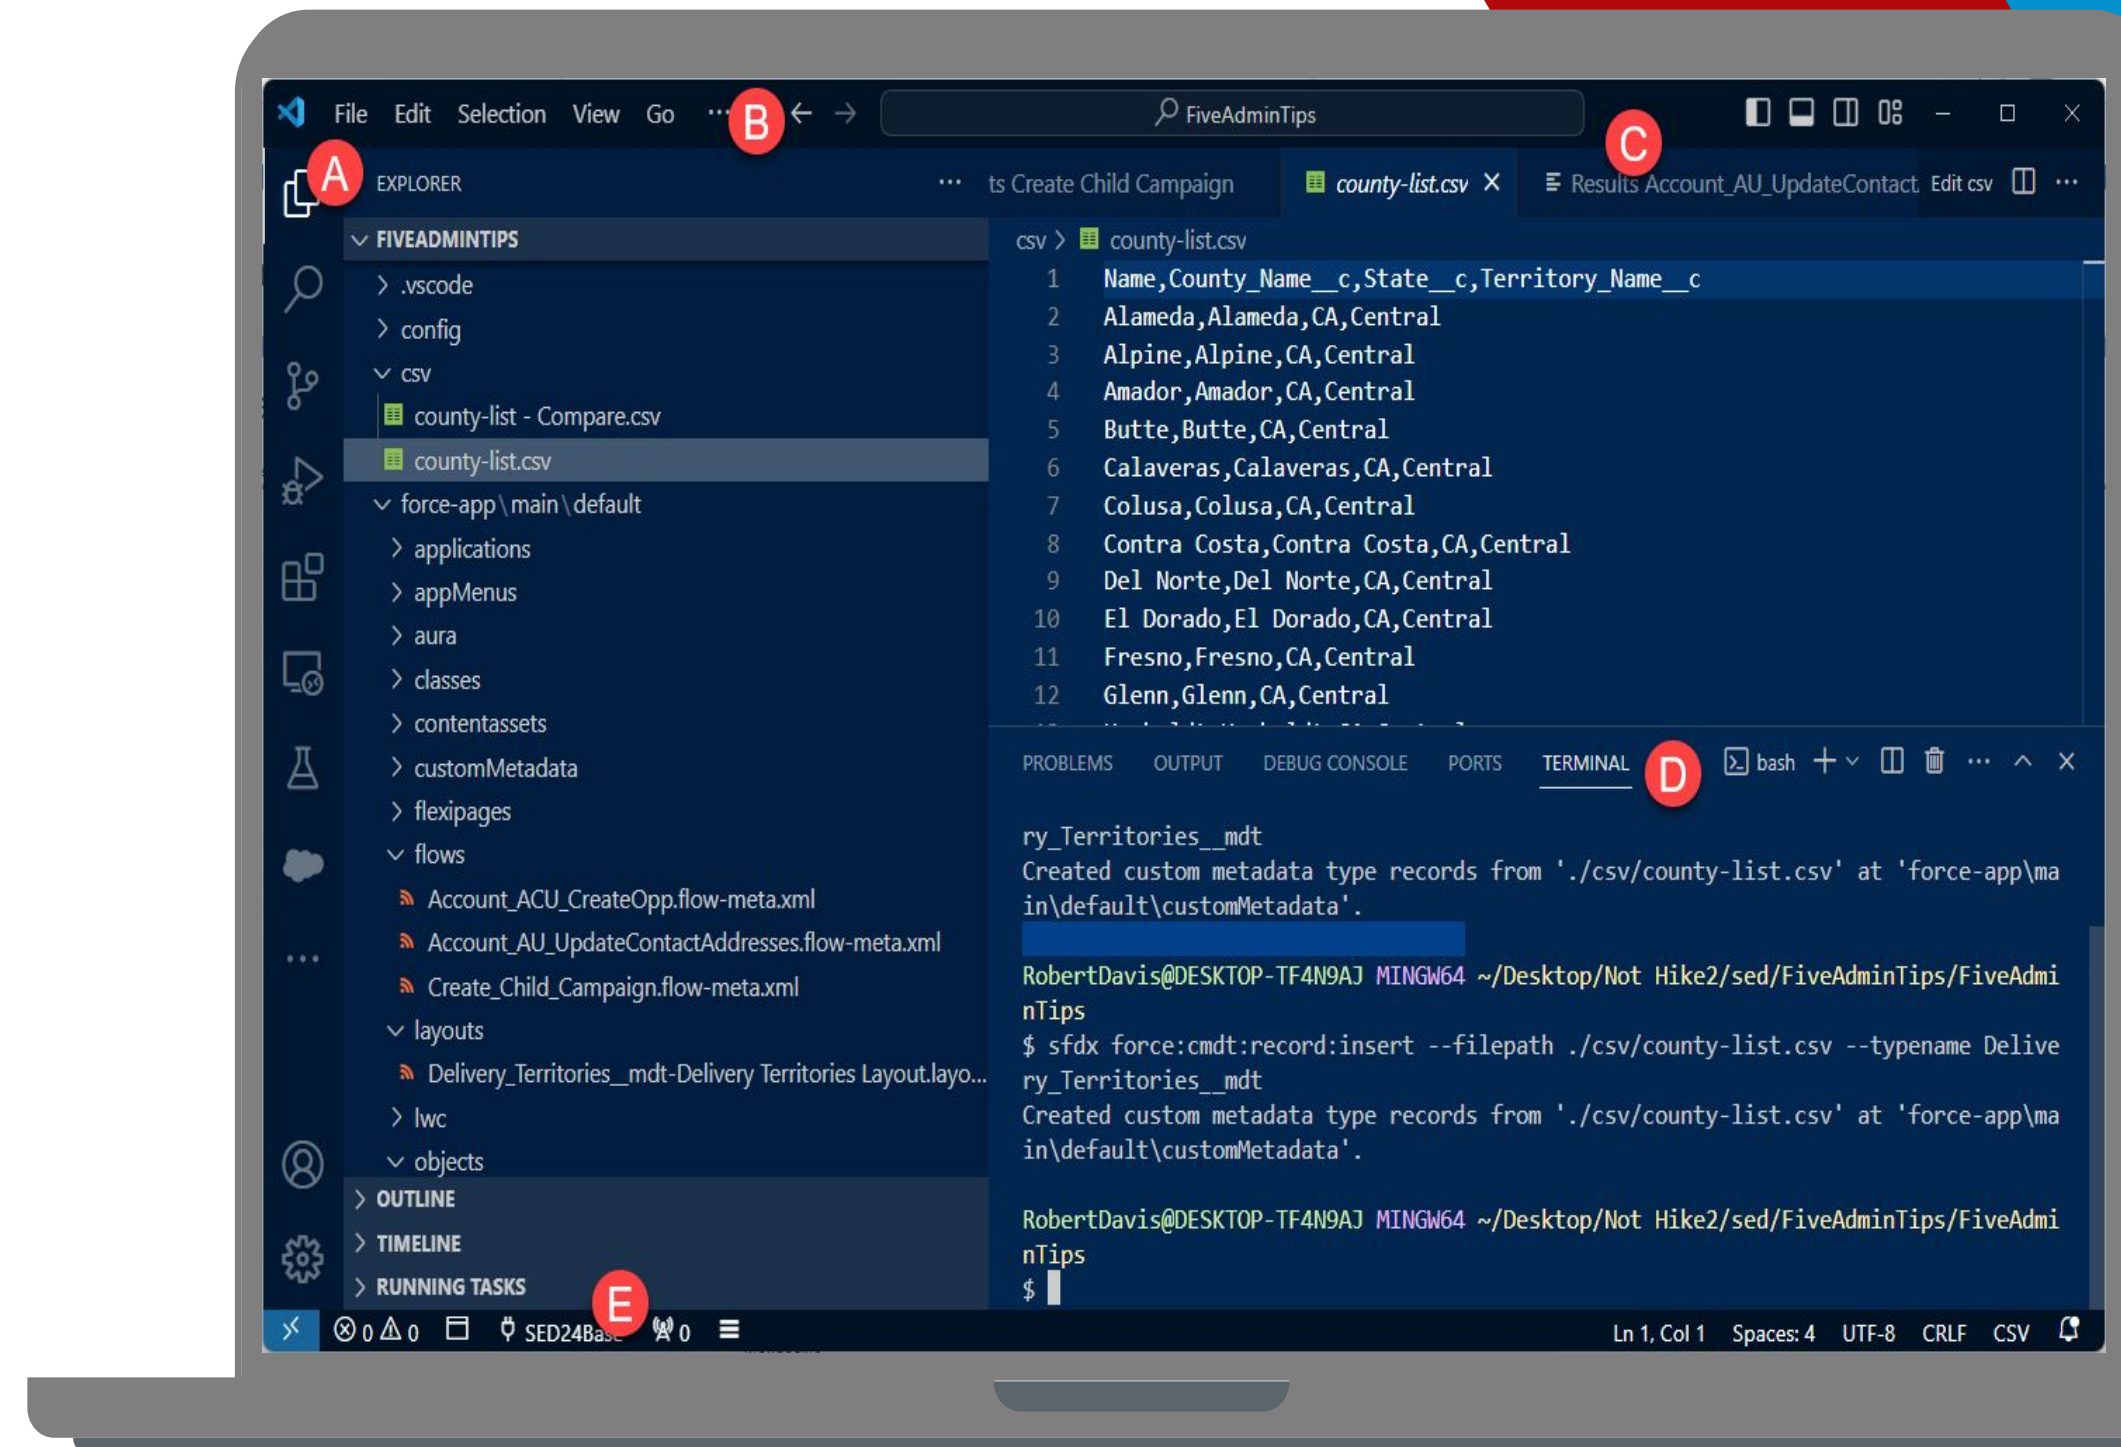 File Edit Selection View Go ··· B FiveAdminTips
A EXPLORER ···
FIVEADMINTIPS
.vscode
config
csv
county-list - Compare.csv
county-list.csv
force-app\main\default
applications
appMenus
aura
classes
contentassets
customMetadata
flexipages
flows
Account_ACU_CreateOpp.flow-meta.xml
Account_AU_UpdateContactAddresses.flow-meta.xml
Create_Child_Campaign.flow-meta.xml
layouts
Delivery_Territories__mdt-Delivery Territories Layout.layo...
lwc
objects
OUTLINE
TIMELINE
RUNNING TASKS
C
ts Create Child Campaign county-list.csv Results Account_AU_UpdateContact Edit csv ···
csv > county-list.csv
1 Name,County_Name__c,State__c,Territory_Name__c
2 Alameda,Alameda,CA,Central
3 Alpine,Alpine,CA,Central
4 Amador,Amador,CA,Central
5 Butte,Butte,CA,Central
6 Calaveras,Calaveras,CA,Central
7 Colusa,Colusa,CA,Central
8 Contra Costa,Contra Costa,CA,Central
9 Del Norte,Del Norte,CA,Central
10 El Dorado,El Dorado,CA,Central
11 Fresno,Fresno,CA,Central
12 Glenn,Glenn,CA,Central
PROBLEMS OUTPUT DEBUG CONSOLE PORTS TERMINAL D bash ···
ry_Territories__mdt
Created custom metadata type records from './csv/county-list.csv' at 'force-app\ma
in\default\customMetadata'.
RobertDavis@DESKTOP-TF4N9AJ MINGW64 ~/Desktop/Not Hike2/sed/FiveAdminTips/FiveAdmi
nTips
$ sfdx force:cmdt:record:insert --filepath ./csv/county-list.csv --typename Delive
ry_Territories__mdt
Created custom metadata type records from './csv/county-list.csv' at 'force-app\ma
in\default\customMetadata'.
RobertDavis@DESKTOP-TF4N9AJ MINGW64 ~/Desktop/Not Hike2/sed/FiveAdminTips/FiveAdmi
nTips
$
E
0 0 SED24Base 0 Ln 1, Col 1 Spaces: 4 UTF-8 CRLF CSV